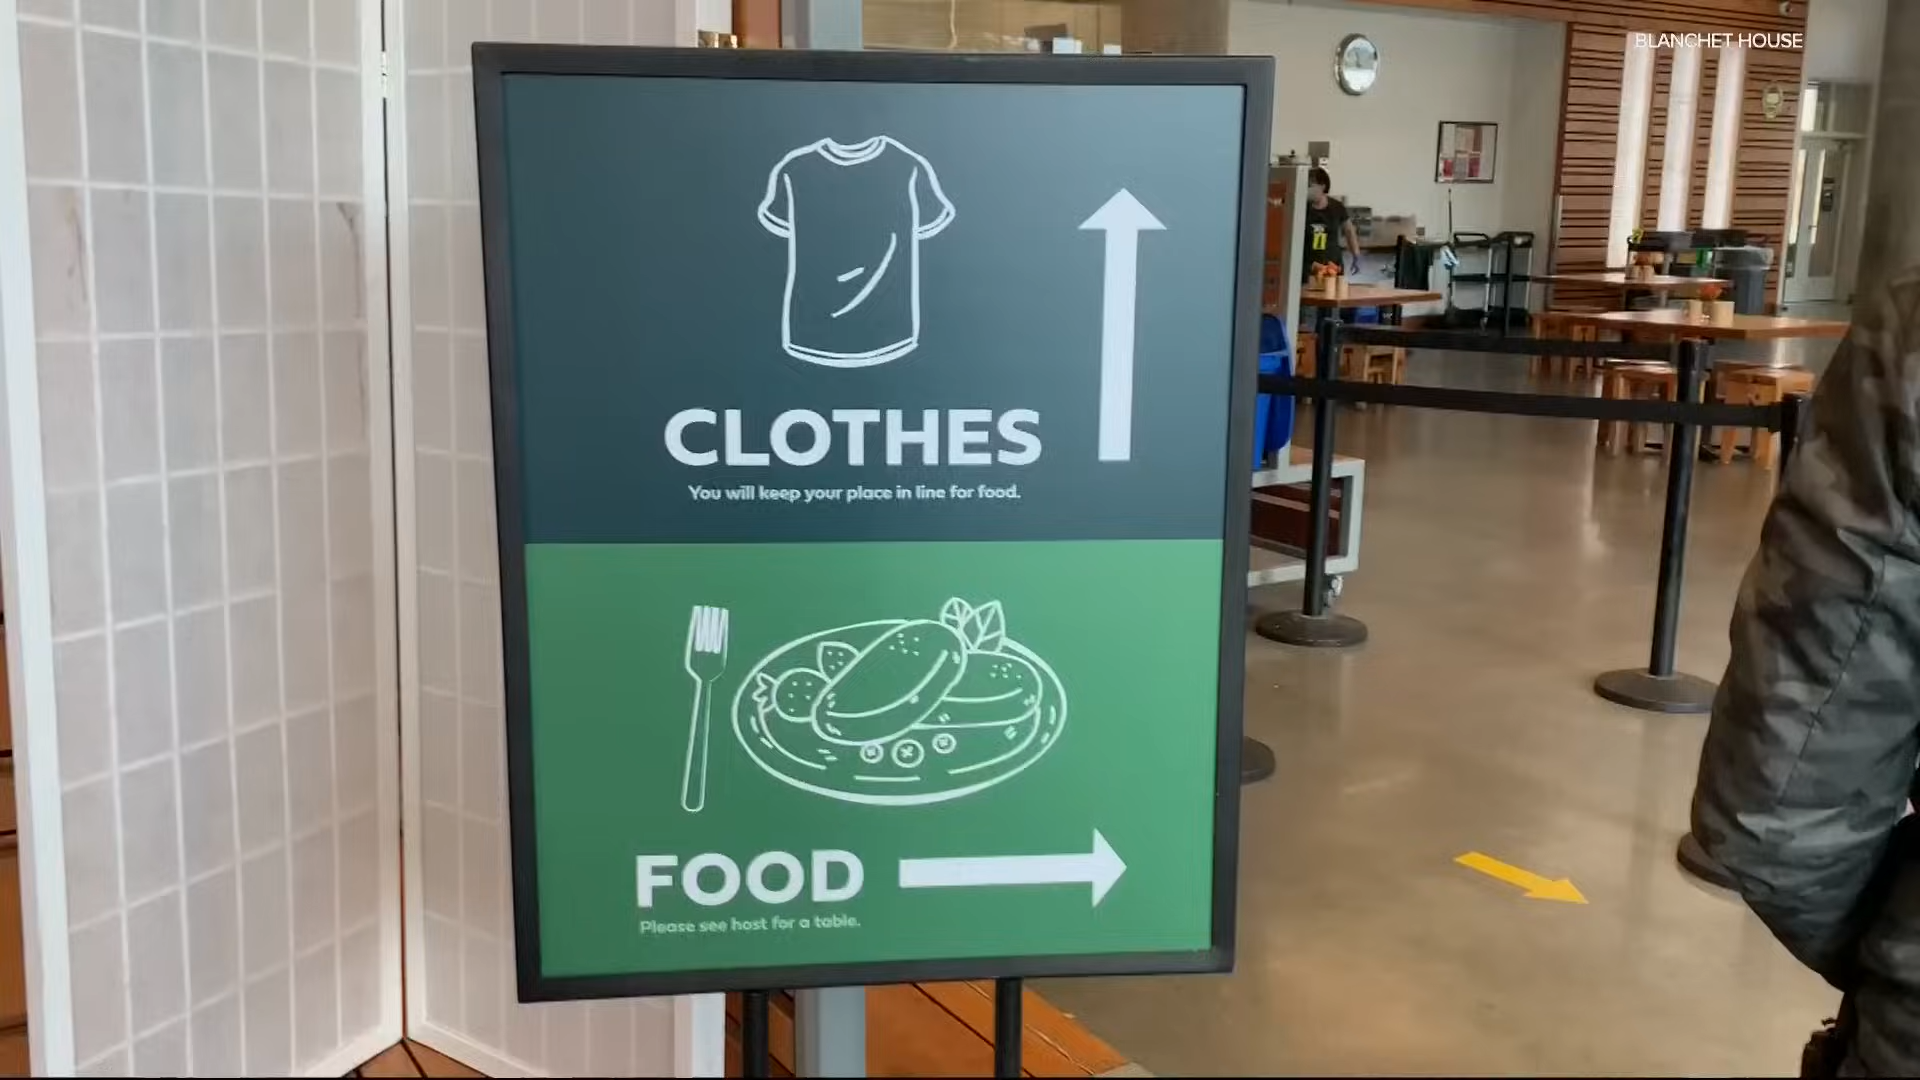 BLANCHET HOUSE
CLOTHES
You will keep your place in line for food.
FOOD
Please see host for a table.